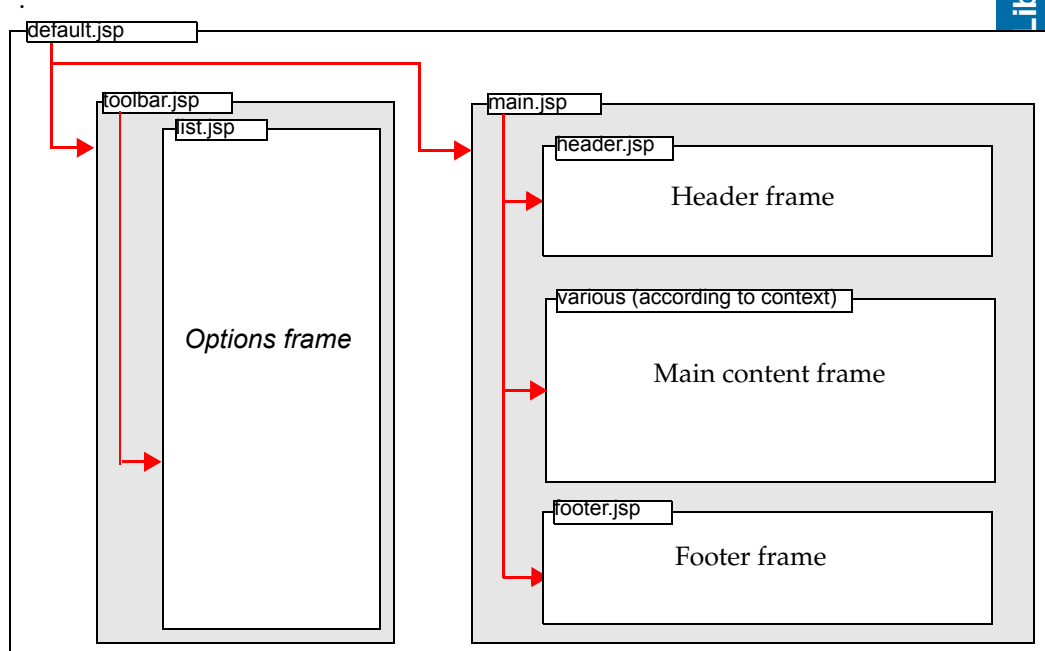 default.jsp
toolbar.jsp
list.jsp
Options frame
main.jsp
header.jsp
Header frame
various (according to context)
Main content frame
footer.jsp
Footer frame